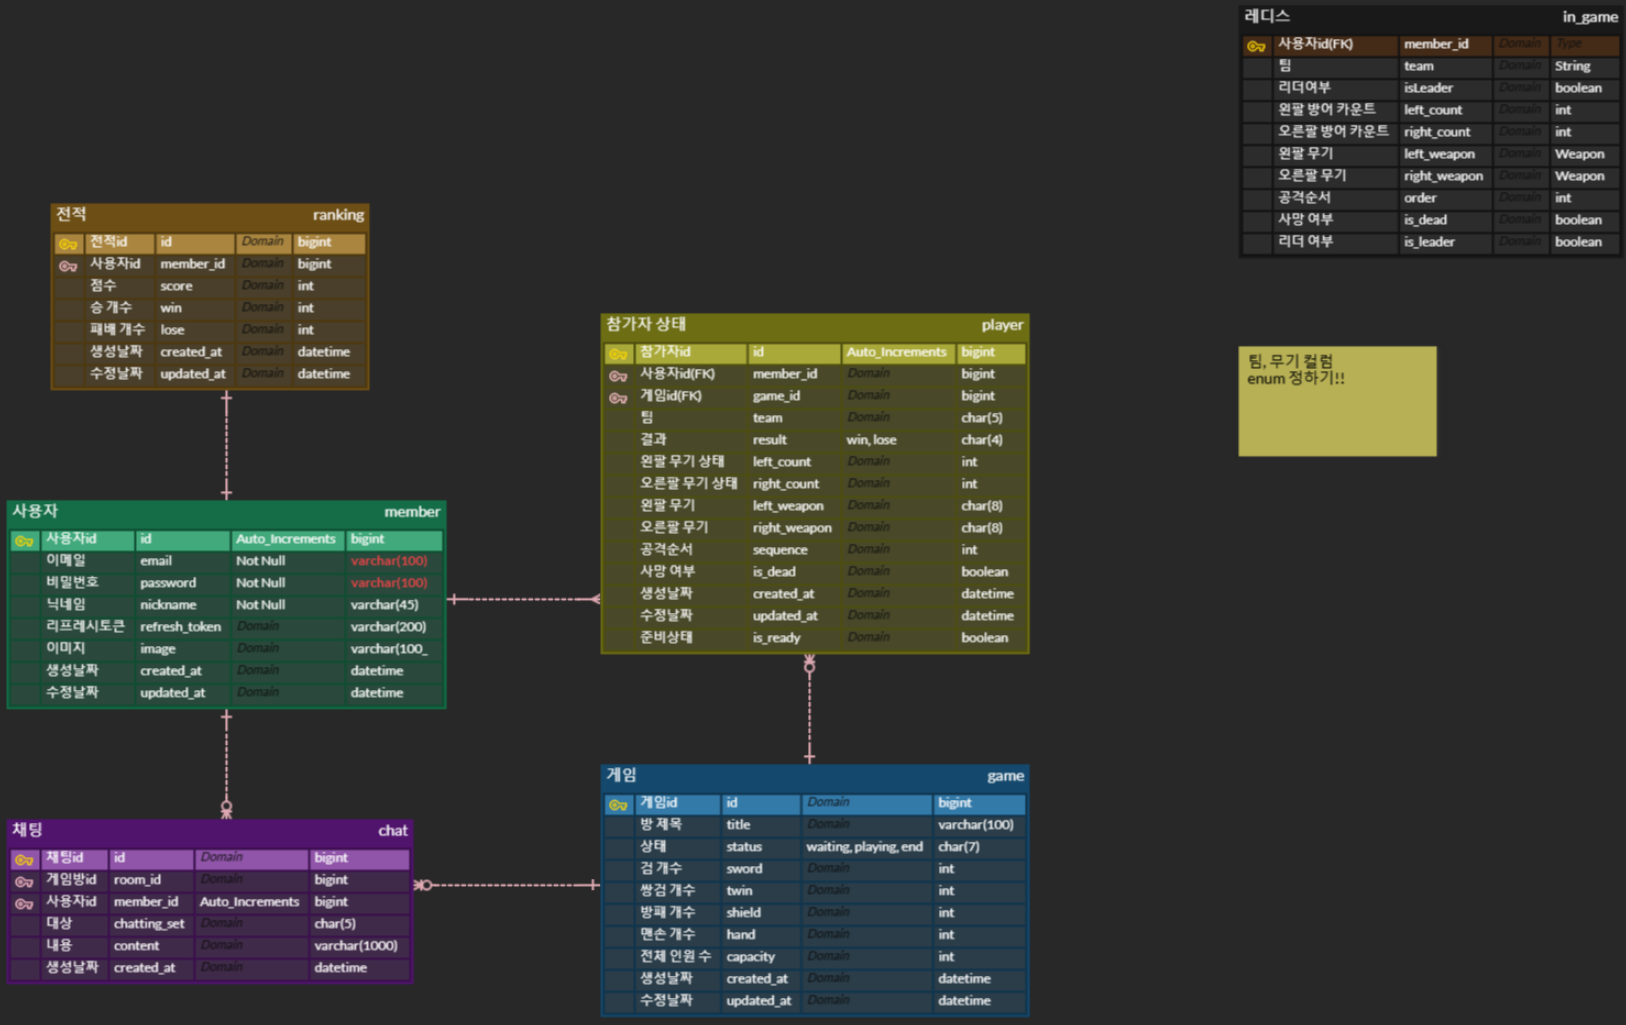 레디스 in_game
사용자id(FK) member_id Domain Type
팀 team Domain String
리더여부 isLeader Domain boolean
왼팔 방어 카운트 left_count Domain int
오른팔 방어 카운트 right_count Domain int
왼팔 무기 left_weapon Domain Weapon
오른팔 무기 right_weapon Domain Weapon
공격순서 order Domain int
사망 여부 is_dead Domain boolean
리더 여부 is_leader Domain boolean
전적 ranking
전적id id Domain bigint
사용자id member_id Domain bigint
점수 score Domain int
승 개수 win Domain int
패배 개수 lose Domain int
생성날짜 created_at Domain datetime
수정날짜 updated_at Domain datetime
참가자 상태 player
참가자id id Auto_Increments bigint
사용자id(FK) member_id Domain bigint
게임id(FK) game_id Domain bigint
팀 team Domain char(5)
결과 result win, lose char(4)
왼팔 무기 상태 left_count Domain int
오른팔 무기 상태 right_count Domain int
왼팔 무기 left_weapon Domain char(8)
오른팔 무기 right_weapon Domain char(8)
공격순서 sequence Domain int
사망 여부 is_dead Domain boolean
생성날짜 created_at Domain datetime
수정날짜 updated_at Domain datetime
준비상태 is_ready Domain boolean
팀, 무기 컬럼
enum 정하기!!
사용자 member
사용자id id Auto_Increments bigint
이메일 email Not Null varchar(100)
비밀번호 password Not Null varchar(100)
닉네임 nickname Not Null varchar(45)
리프레시토큰 refresh_token Domain varchar(200)
이미지 image Domain varchar(100_
생성날짜 created_at Domain datetime
수정날짜 updated_at Domain datetime
채팅 chat
채팅id id Domain bigint
게임방id room_id Domain bigint
사용자id member_id Auto_Increments bigint
대상 chatting_set Domain char(5)
내용 content Domain varchar(1000)
생성날짜 created_at Domain datetime
게임 game
게임id id Domain bigint
방 제목 title Domain varchar(100)
상태 status waiting, playing, end char(7)
검 개수 sword Domain int
쌍검 개수 twin Domain int
방패 개수 shield Domain int
맨손 개수 hand Domain int
전체 인원 수 capacity Domain int
생성날짜 created_at Domain datetime
수정날짜 updated_at Domain datetime